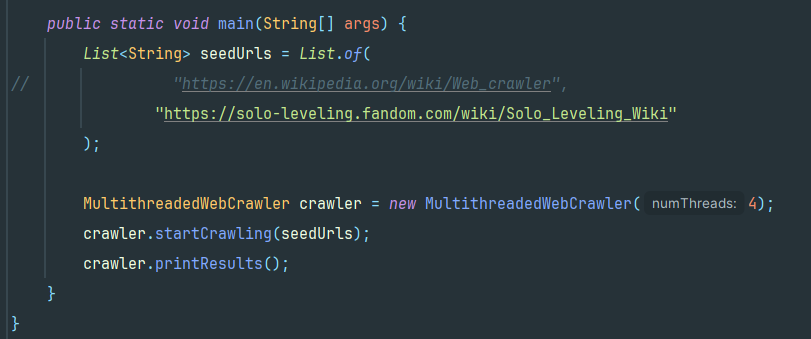 public static void main(String[] args) {
List<String> seedUrls = List.of(
// "https://en.wikipedia.org/wiki/Web_crawler",
"https://solo-leveling.fandom.com/wiki/Solo_Leveling_Wiki"
);
MultithreadedWebCrawler crawler = new MultithreadedWebCrawler( numThreads: 4);
crawler.startCrawling(seedUrls);
crawler.printResults();
}
}